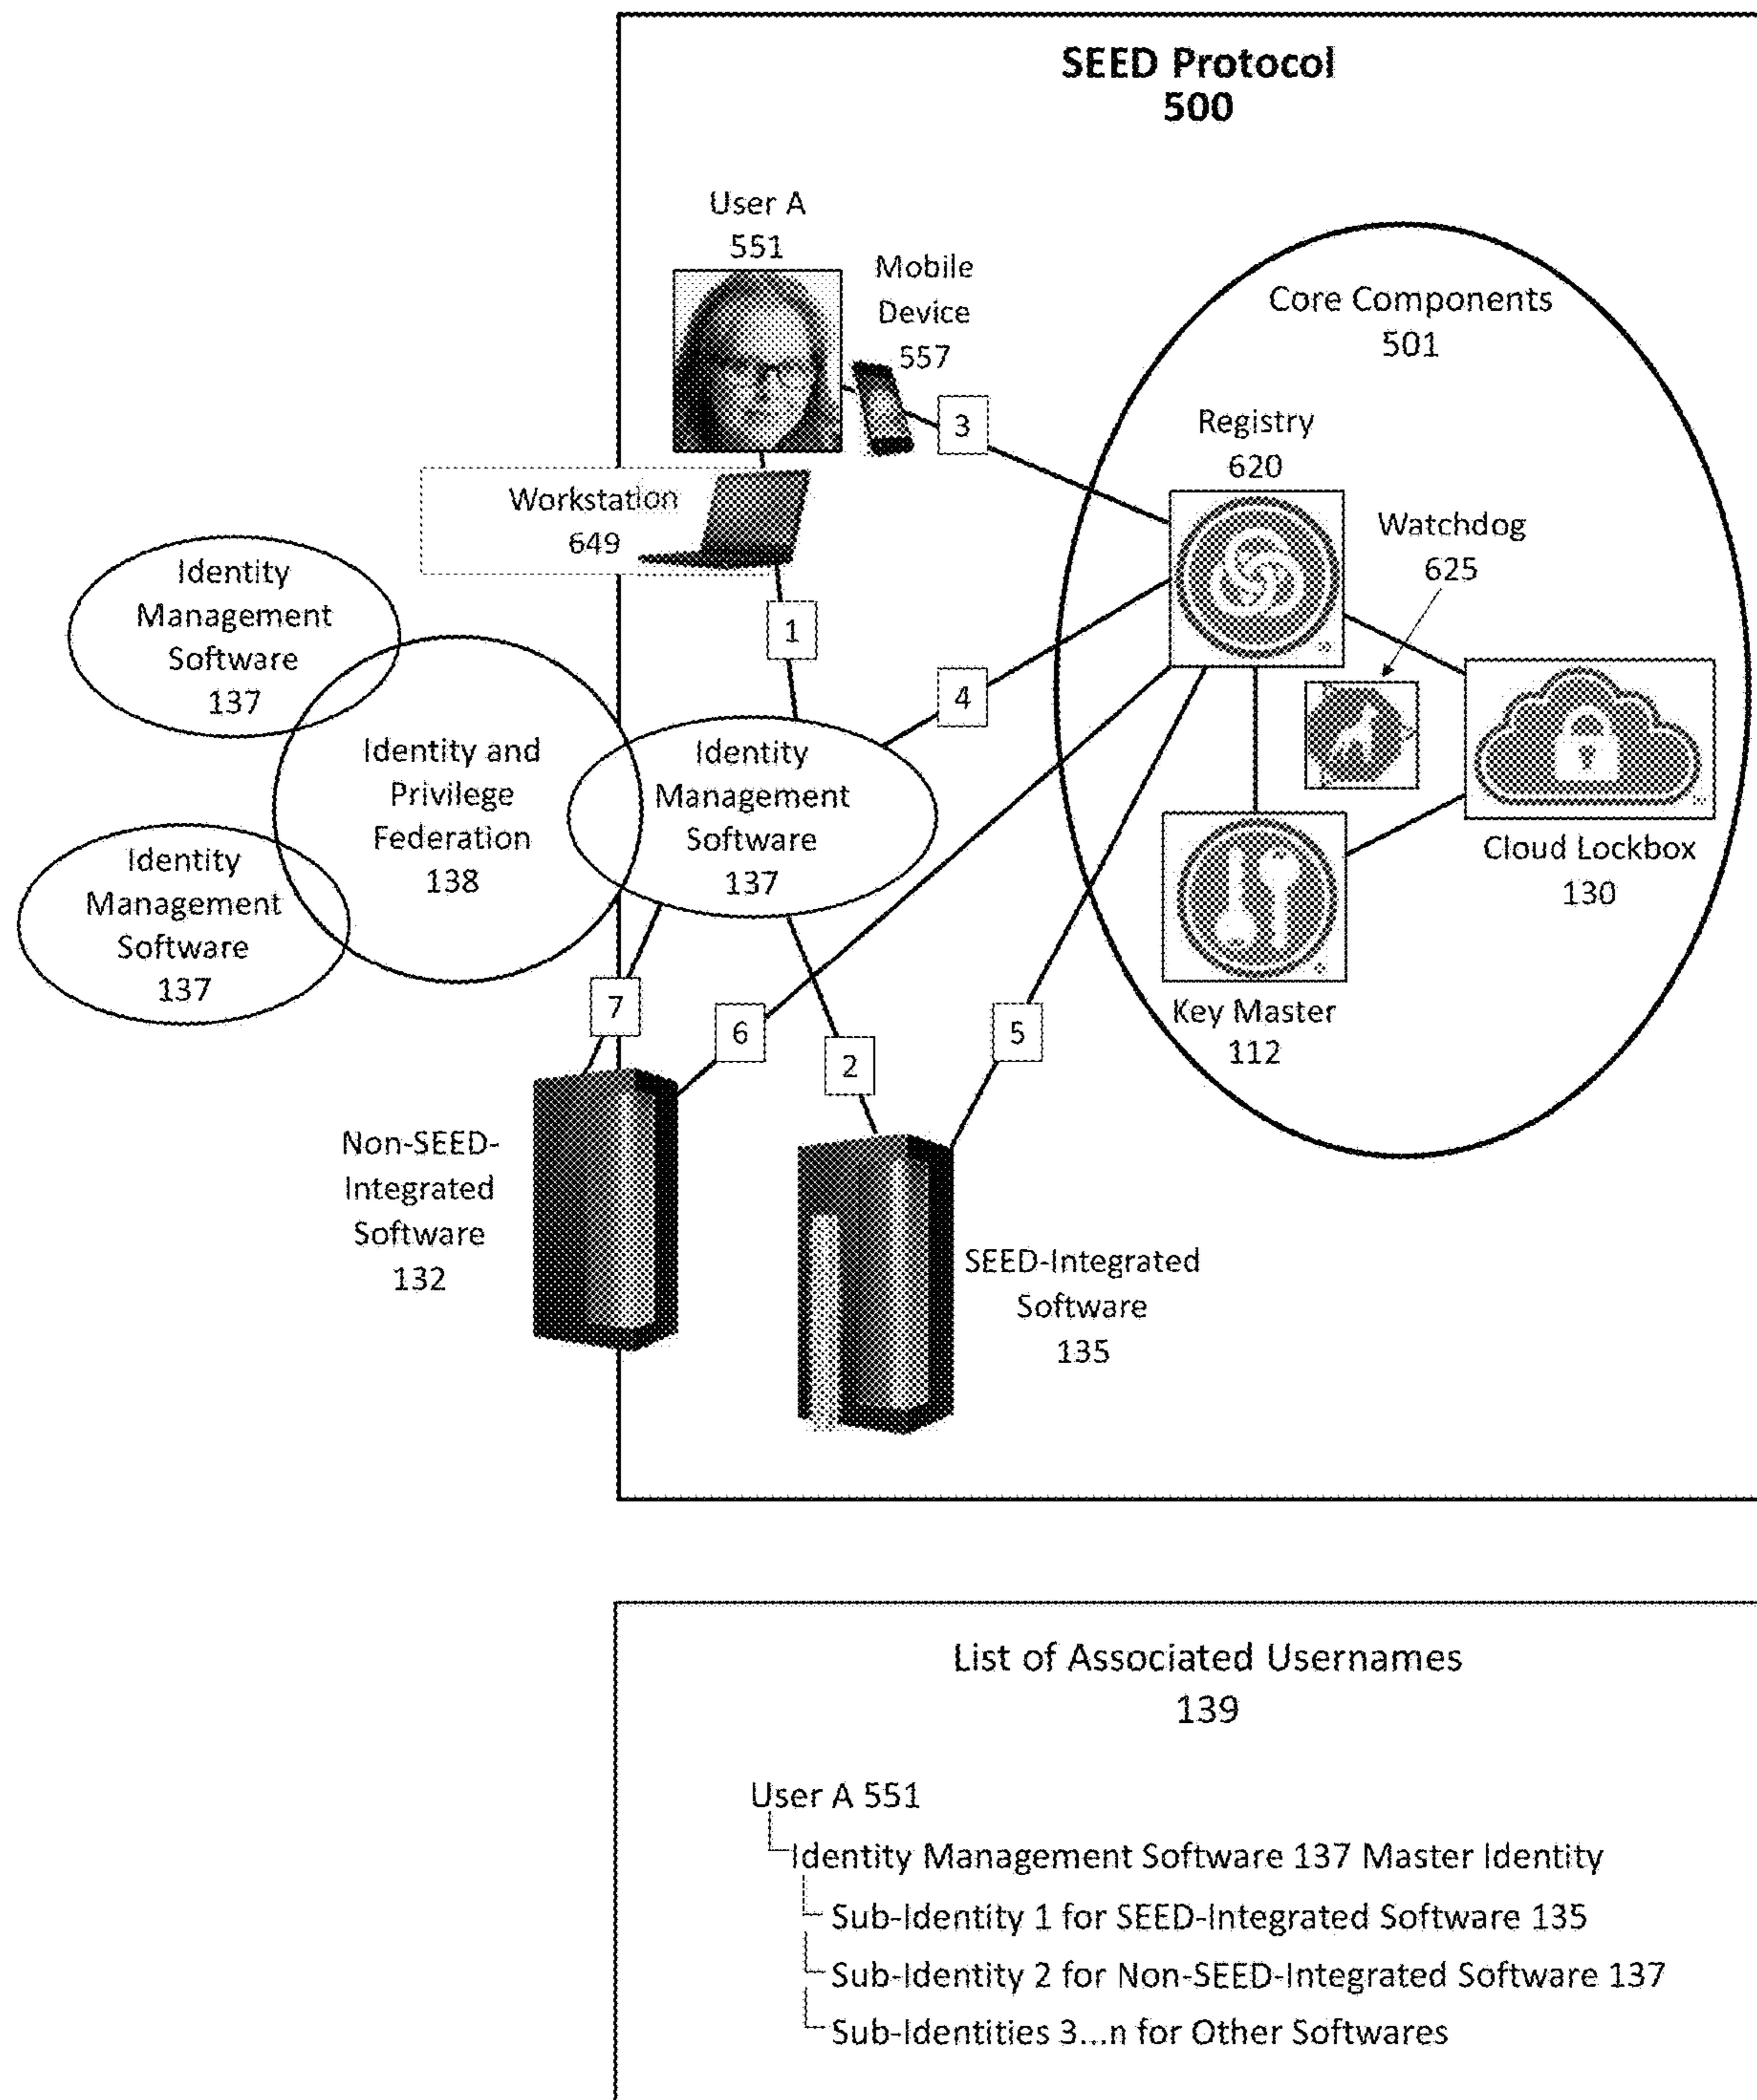 SEED Protocol
500
User A
551
Mobile
Device
557
Core Components
501
3
Registry
620
Workstation
649
Watchdog
625
Identity
Management
Software
137
1
4
Identity and
Privilege
Federation
138
Identity
Management
Software
137
Cloud Lockbox
130
Identity
Management
Software
137
7
6
2
5
Key Master
112
Non-SEED-
Integrated
Software
132
SEED-Integrated
Software
135
List of Associated Usernames
139
User A 551
Identity Management Software 137 Master Identity
Sub-Identity 1 for SEED-Integrated Software 135
Sub-Identity 2 for Non-SEED-Integrated Software 137
Sub-Identities 3...n for Other Softwares